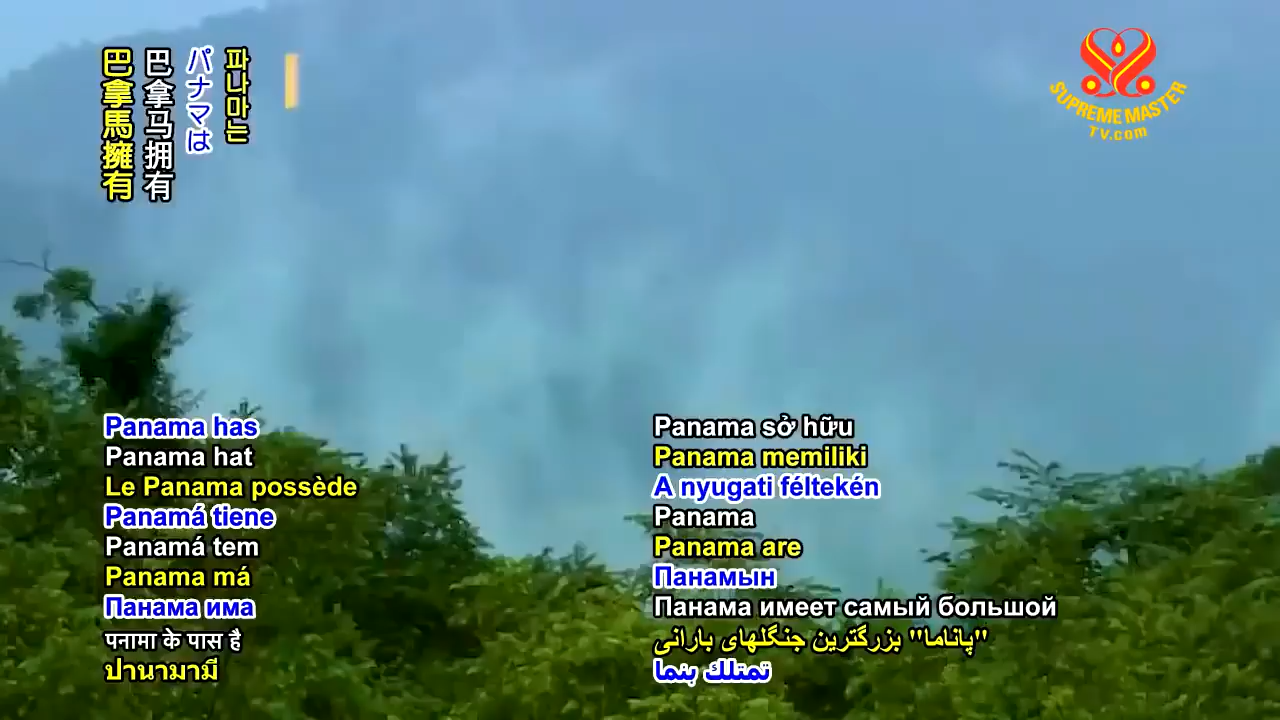 파나마는
パナマは
巴拿马拥有
巴拿馬擁有
SUPREME MASTER
TV.com
Panama has
Panama hat
Le Panama possède
Panamá tiene
Panamá tem
Panama má
Панама има
पनामा के पास है
ปานามามี
Panama sở hữu
Panama memiliki
A nyugati féltekén
Panama
Panama are
Панамын
Панама имеет самый большой
"پاناما" بزرگترین جنگلهای بارانی
تمتلك بنما